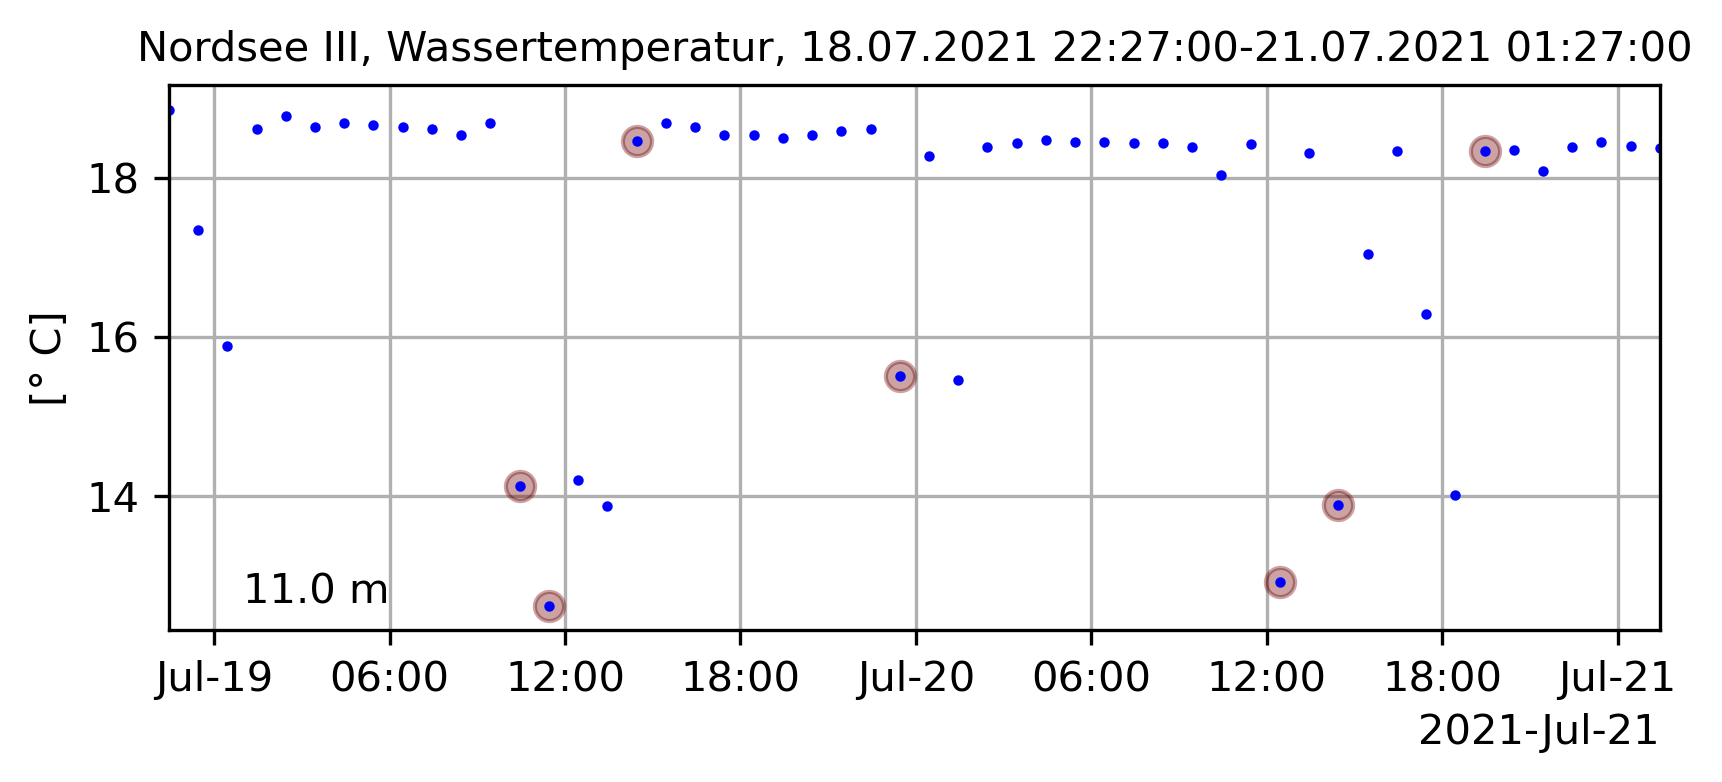 Nordsee III, Wassertemperatur, 18.07.2021 22:27:00-21.07.2021 01:27:00
18
16
14
[° C]
11.0 m
Jul-19 06:00 12:00 18:00 Jul-20 06:00 12:00 18:00 Jul-21
2021-Jul-21